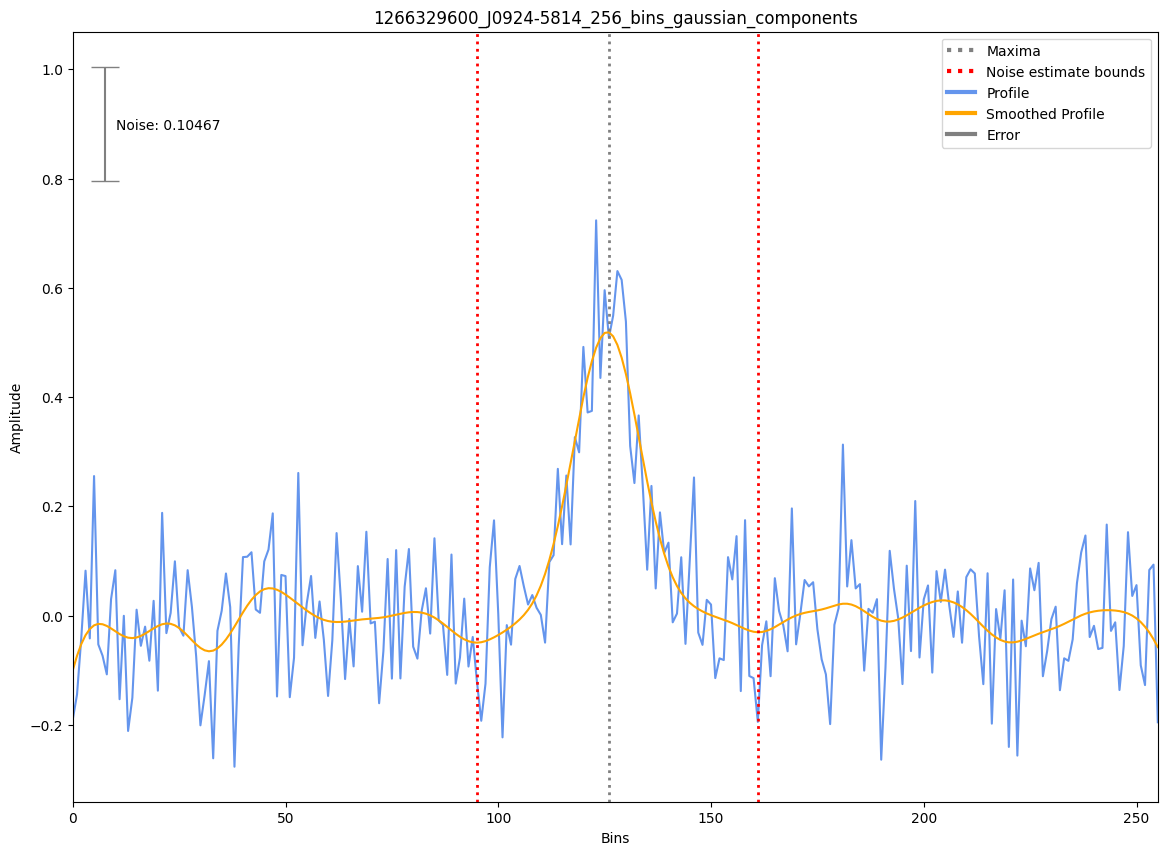 1266329600_J0924-5814_256_bins_gaussian_components
Maxima
Noise estimate bounds
Profile
Smoothed Profile
Error
Noise: 0.10467
1.0
0.8
0.6
0.4
0.2
0.0
−0.2
Amplitude
0
50
100
150
200
250
Bins